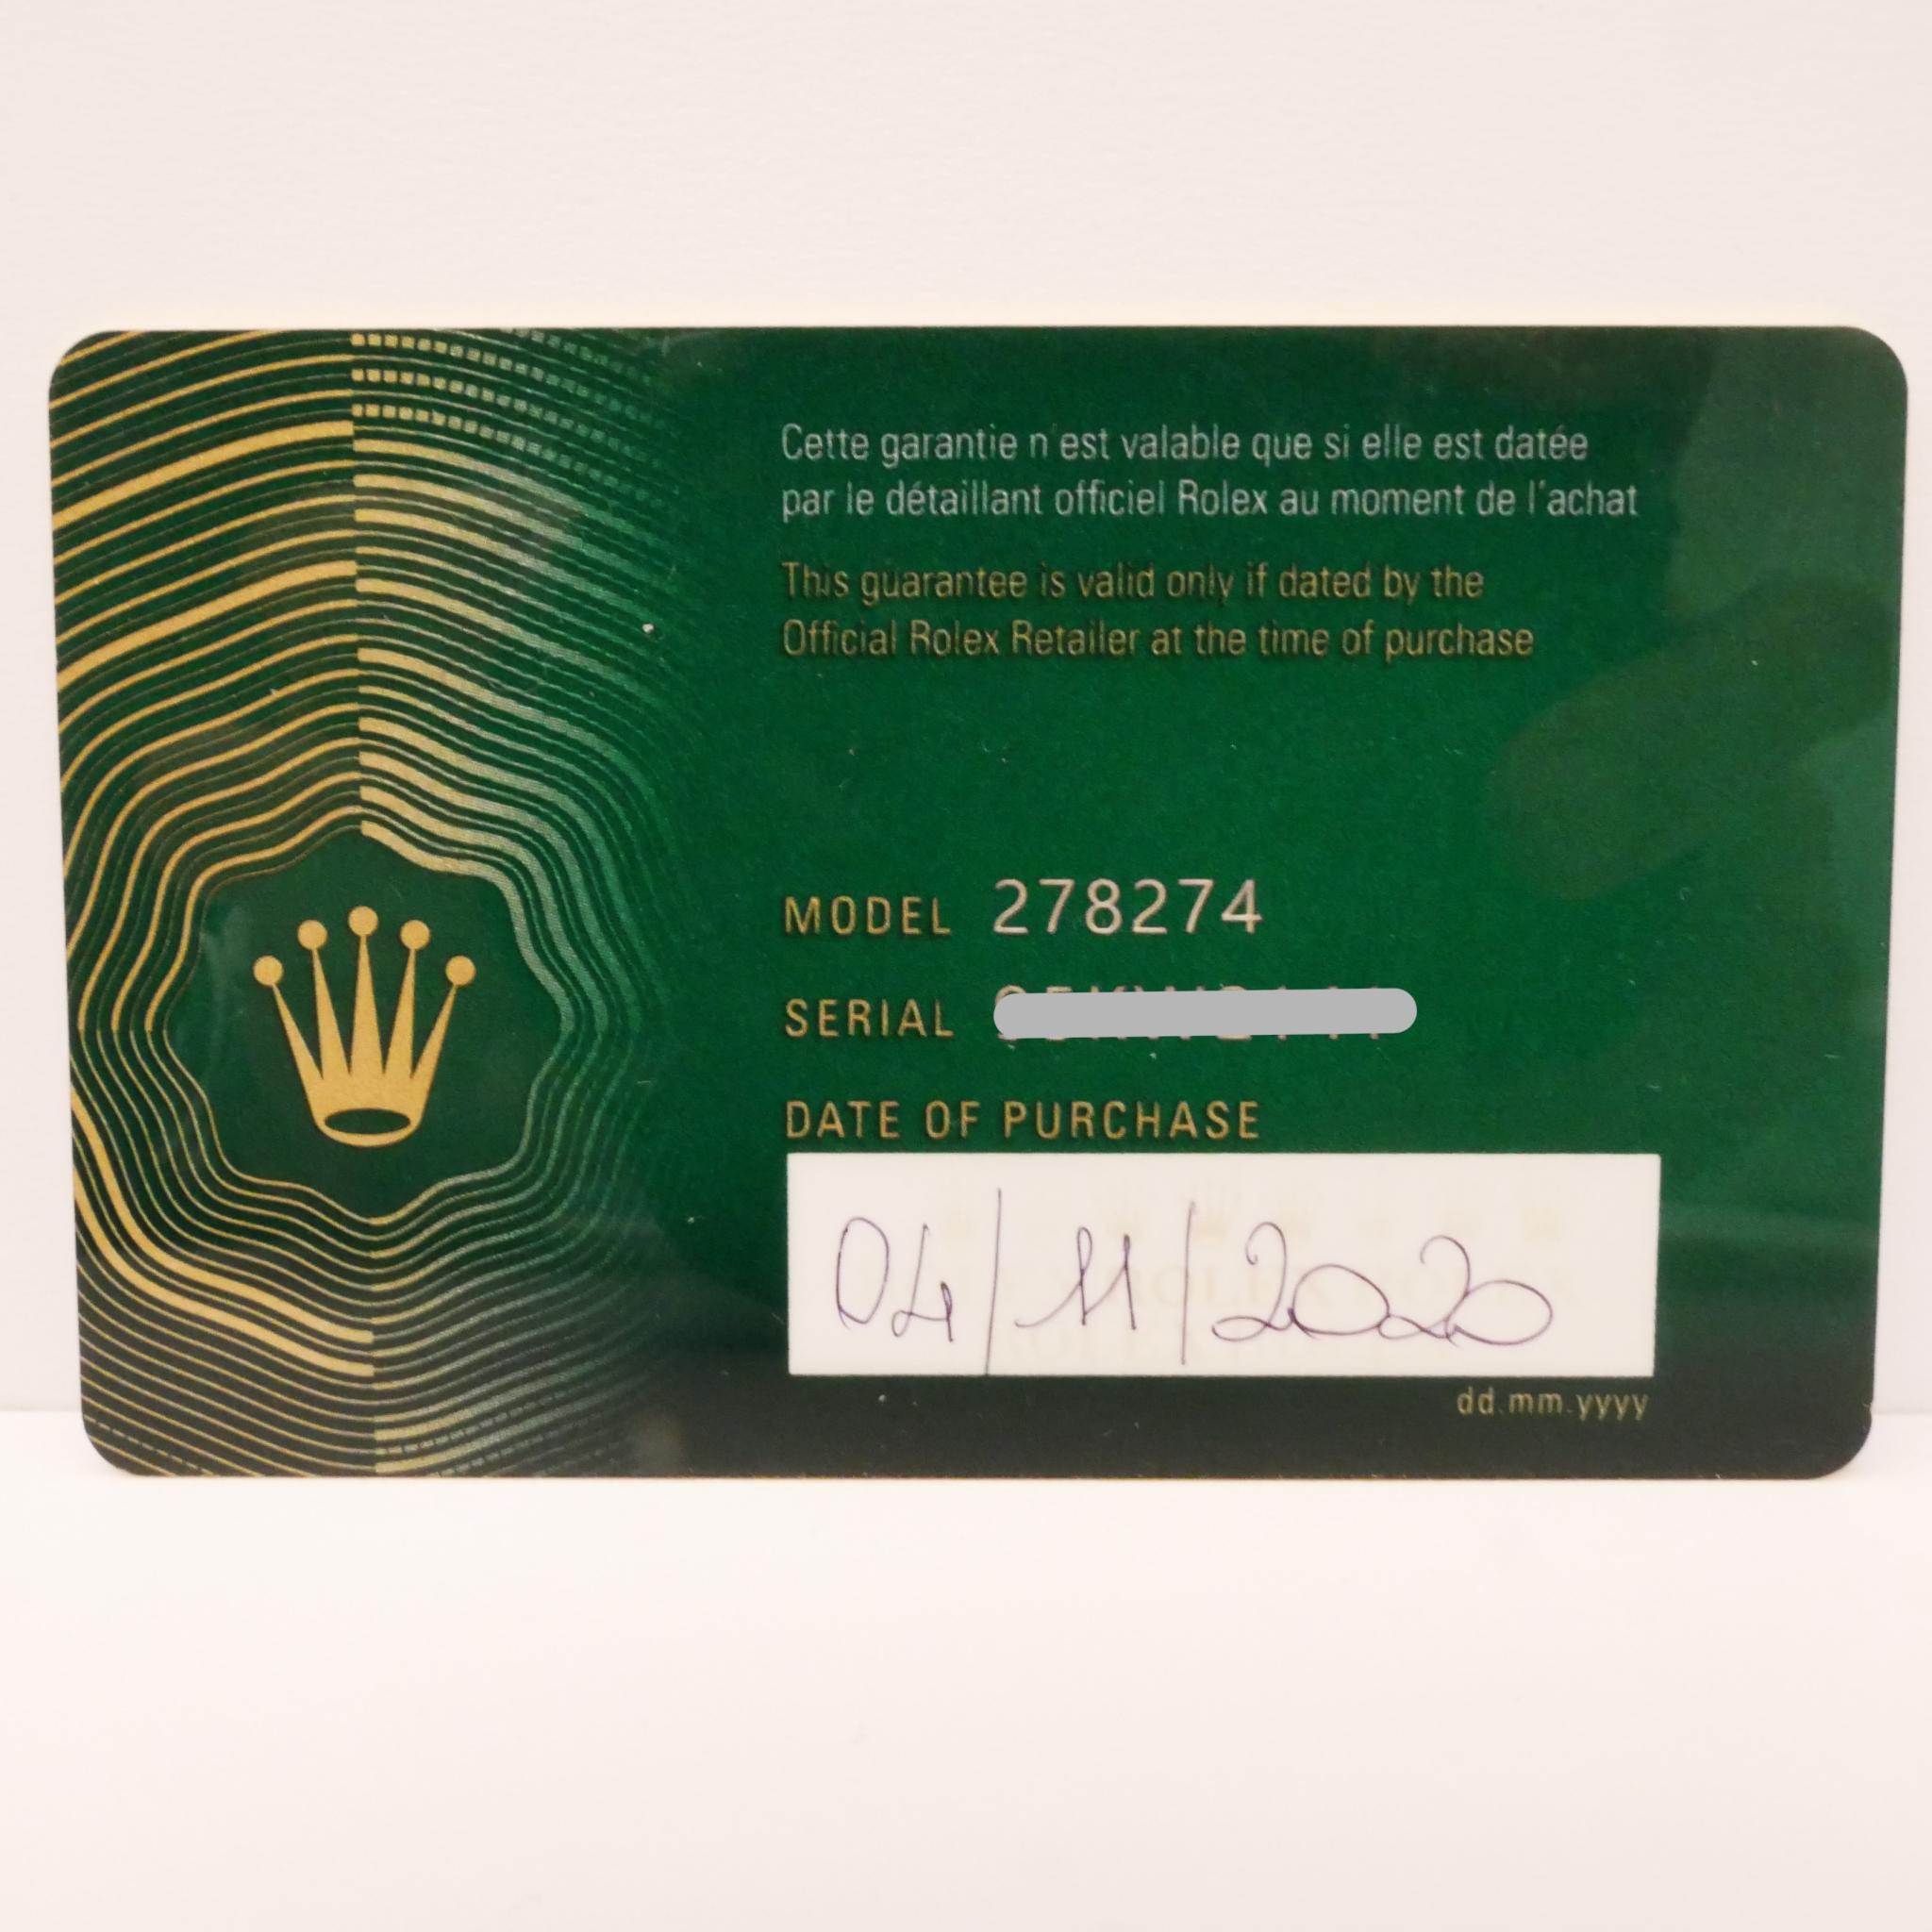 Cette garantie n'est valable que si elle est datée
par le détaillant officiel Rolex au moment de l'achat
This guarantee is valid only if dated by the
Official Rolex Retailer at the time of purchase
MODEL 278274
SERIAL
DATE OF PURCHASE
04/11/2020
dd.mm.yyyy